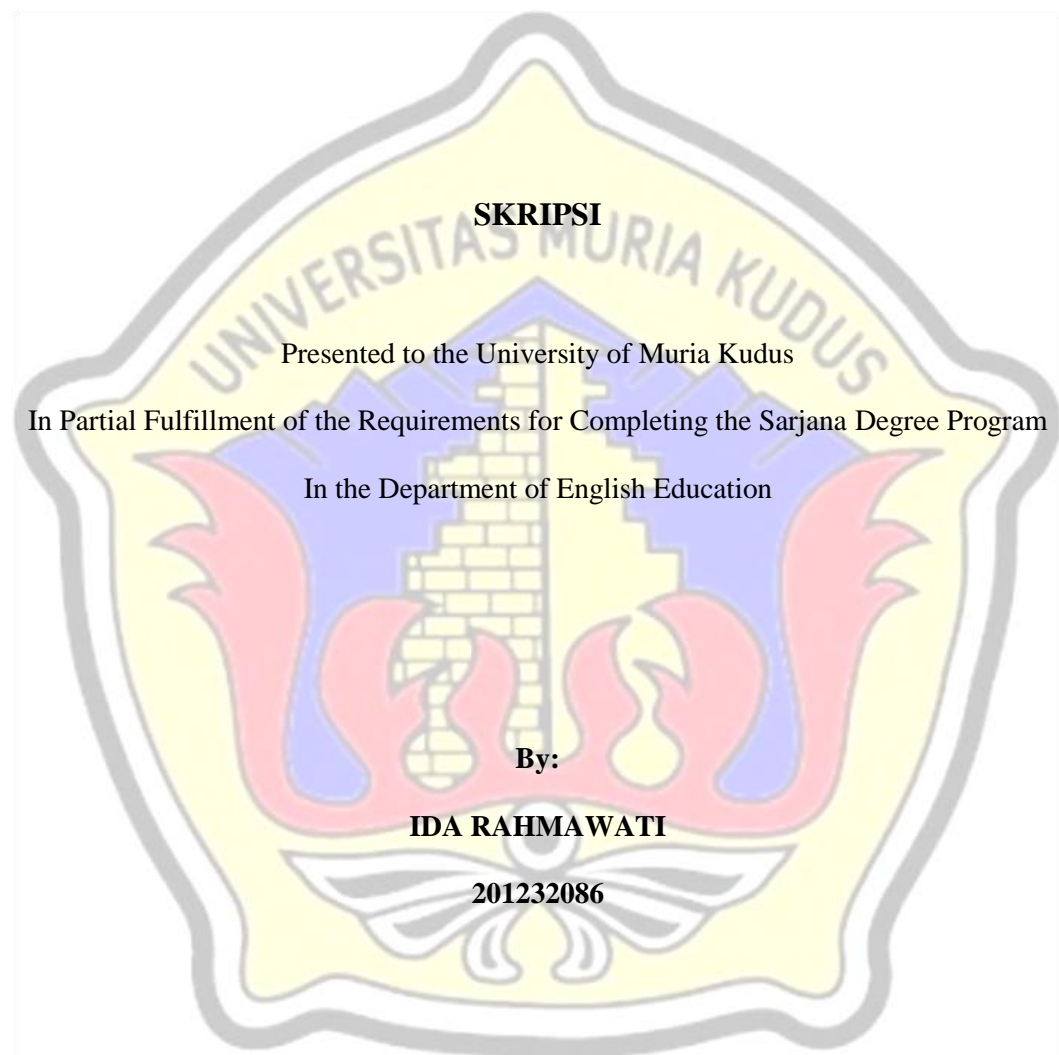 SKRIPSI
UNIVERSITAS MURIA KUDUS
Presented to the University of Muria Kudus
In Partial Fulfillment of the Requirements for Completing the Sarjana Degree Program
In the Department of English Education
By:
IDA RAHMAWATI
201232086